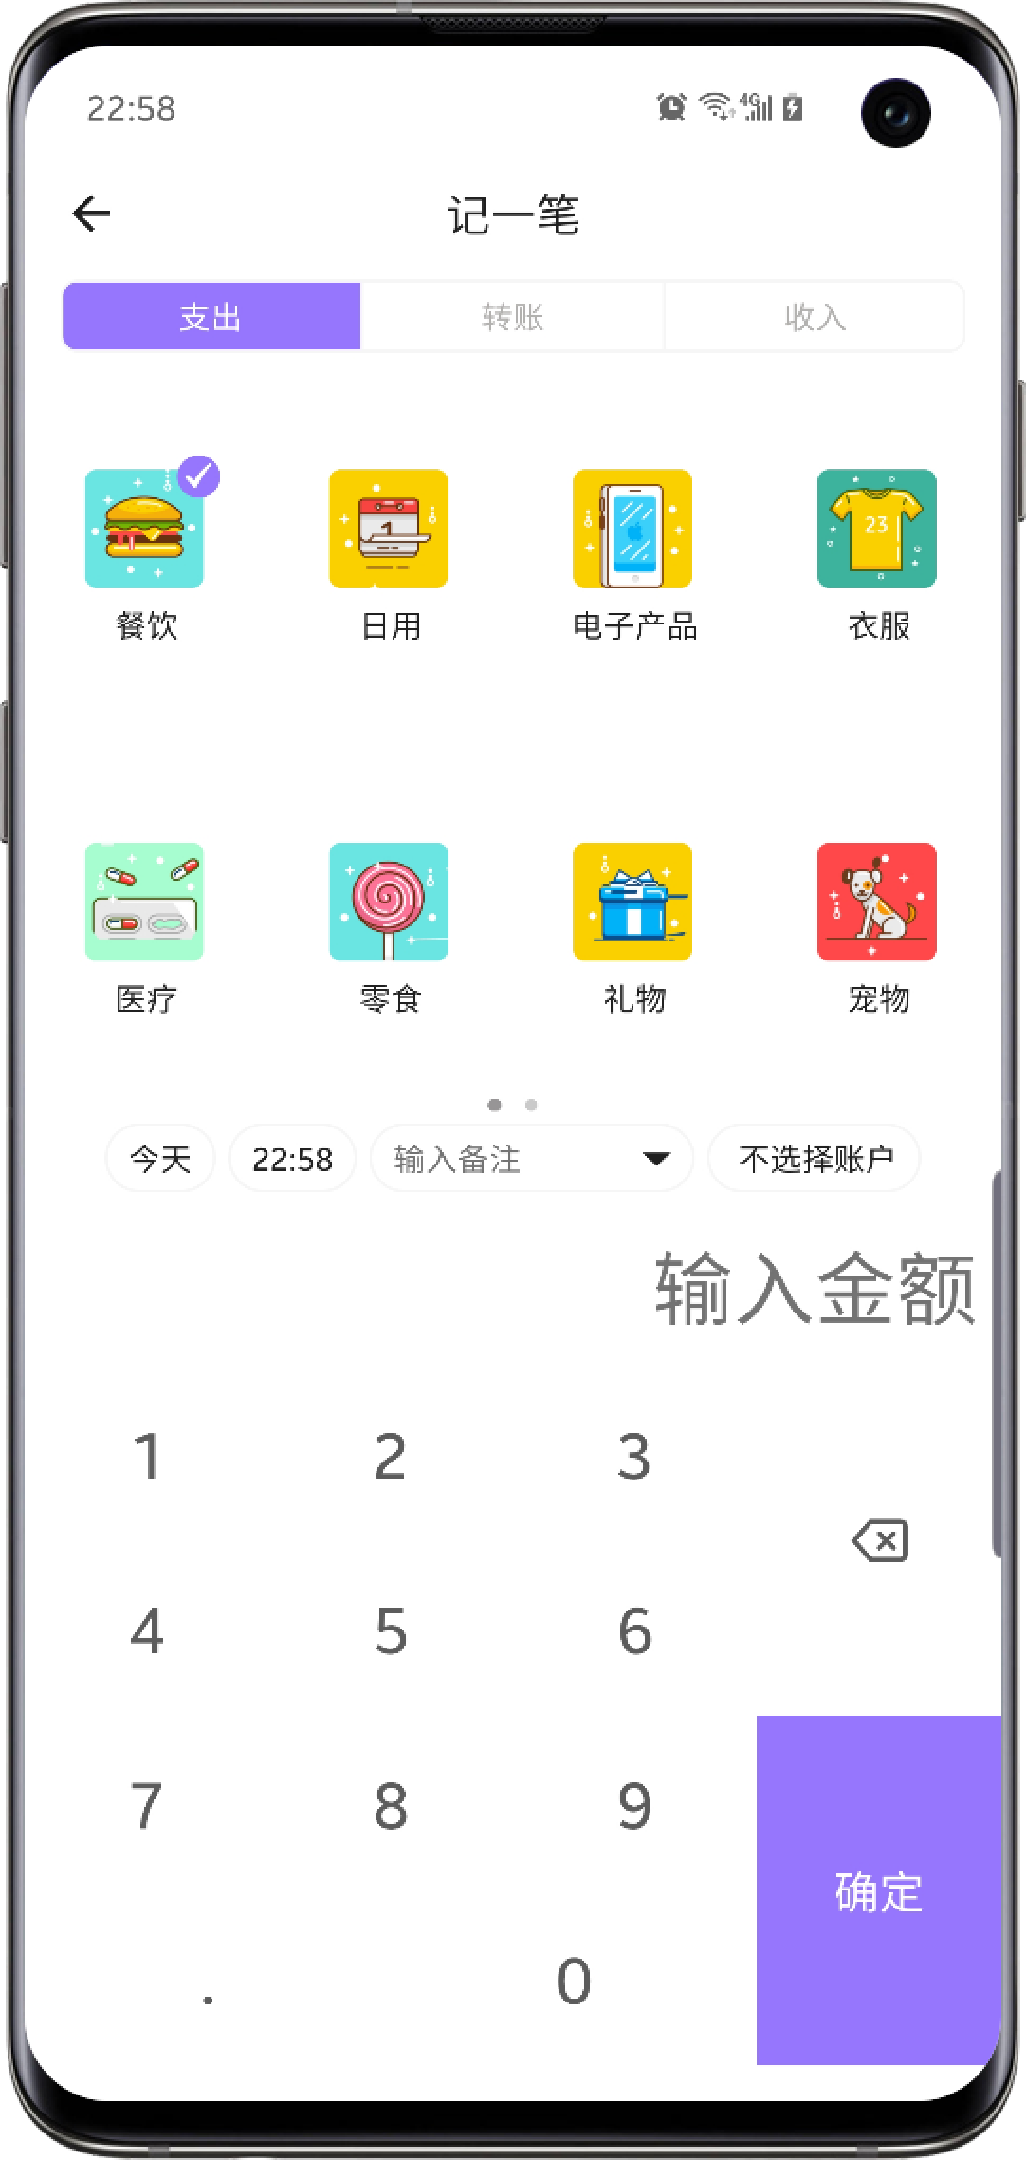 22:58
4G
记一笔
支出 转账 收入
1
23
餐饮 日用 电子产品 衣服
医疗 零食 礼物 宠物
今天 22:58 输入备注 不选择账户
输入金额
1 2 3
4 5 6
7 8 9
确定
. 0